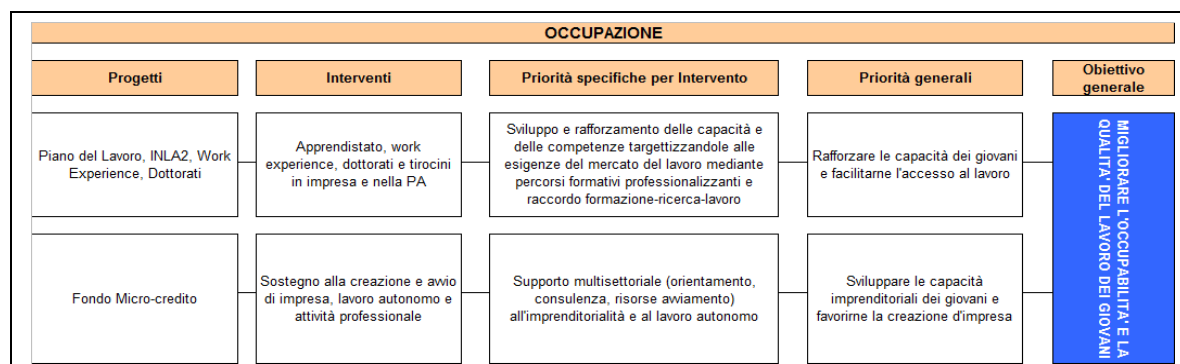 OCCUPAZIONE
Progetti
Interventi
Priorità specifiche per Intervento
Priorità generali
Obiettivo
generale
Piano del Lavoro, INLA2, Work
Experience, Dottorati
Apprendistato, work
experience, dottorati e tirocini
in impresa e nella PA
Sviluppo e rafforzamento delle capacità e
delle competenze targettizzandole alle
esigenze del mercato del lavoro mediante
percorsi formativi professionalizzanti e
raccordo formazione-ricerca-lavoro
Rafforzare le capacità dei giovani
e facilitarne l'accesso al lavoro
MIGLIORARE L'OCCUPABILITA' E LA
QUALITA' DEL LAVORO DEI GIOVANI
Fondo Micro-credito
Sostegno alla creazione e avvio
di impresa, lavoro autonomo e
attività professionale
Supporto multisettoriale (orientamento,
consulenza, risorse avviamento)
all'imprenditorialità e al lavoro autonomo
Sviluppare le capacità
imprenditoriali dei giovani e
favorirne la creazione d'impresa